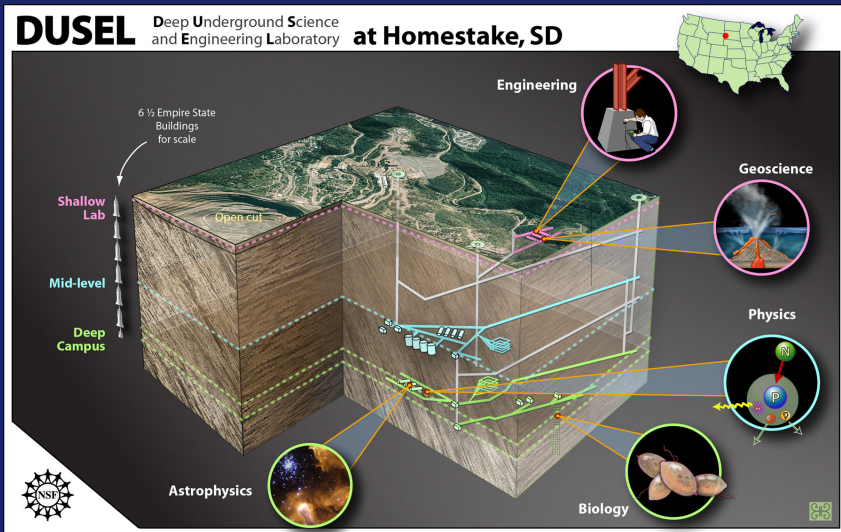 DUSEL Deep Underground Science
and Engineering Laboratory at Homestake, SD
Engineering
6 ½ Empire State
Buildings
for scale
Geoscience
Shallow
Lab
Open cut
Mid-level
Physics
Deep
Campus
N
P
Astrophysics
Biology
NSF